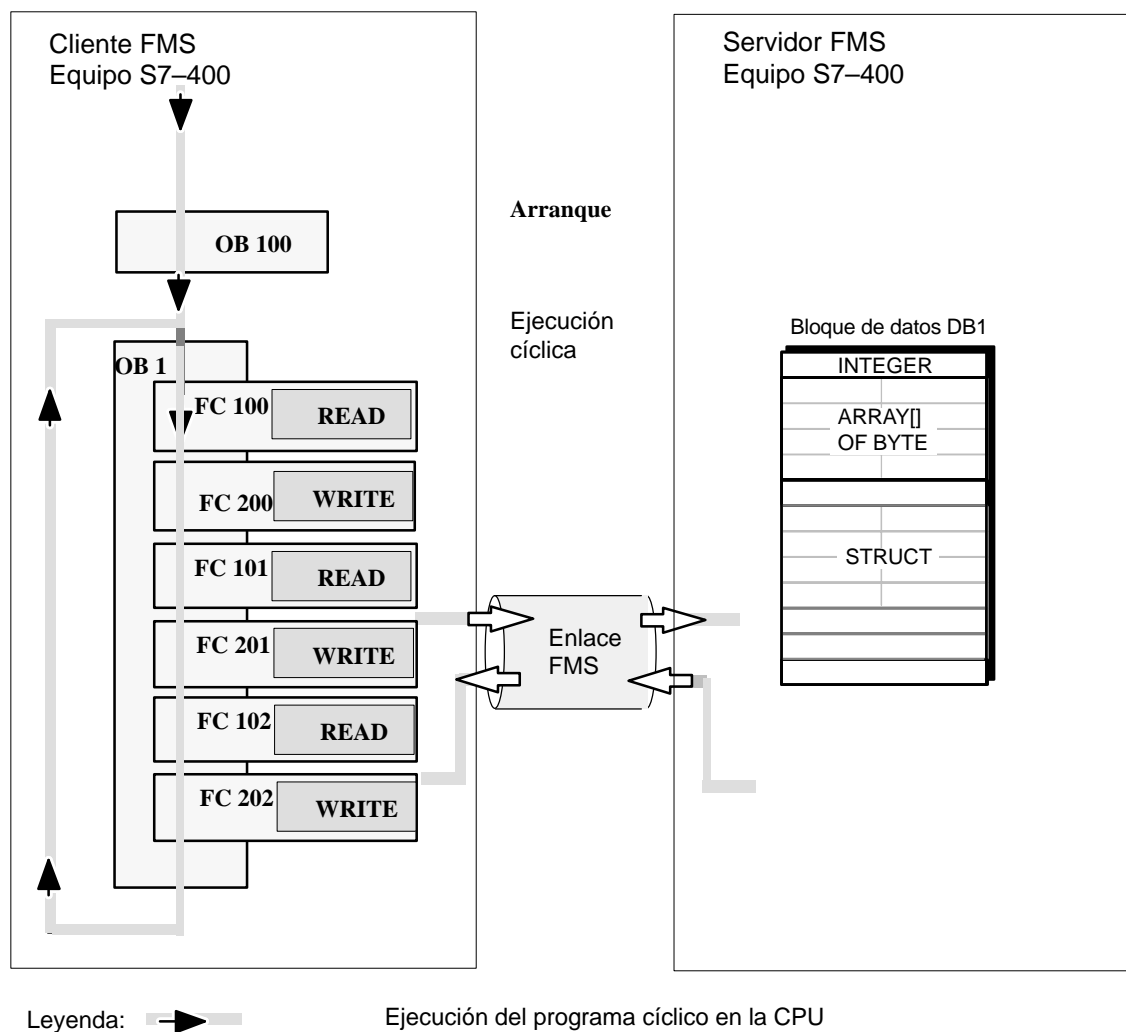 Cliente FMS
Equipo S7–400
OB 100
OB 1
FC 100
READ
FC 200
WRITE
FC 101
READ
FC 201
WRITE
FC 102
READ
FC 202
WRITE
Arranque
Ejecución
cíclica
Enlace
FMS
Servidor FMS
Equipo S7–400
Bloque de datos DB1
INTEGER
ARRAY[]
OF BYTE
STRUCT
Leyenda:
Ejecución del programa cíclico en la CPU